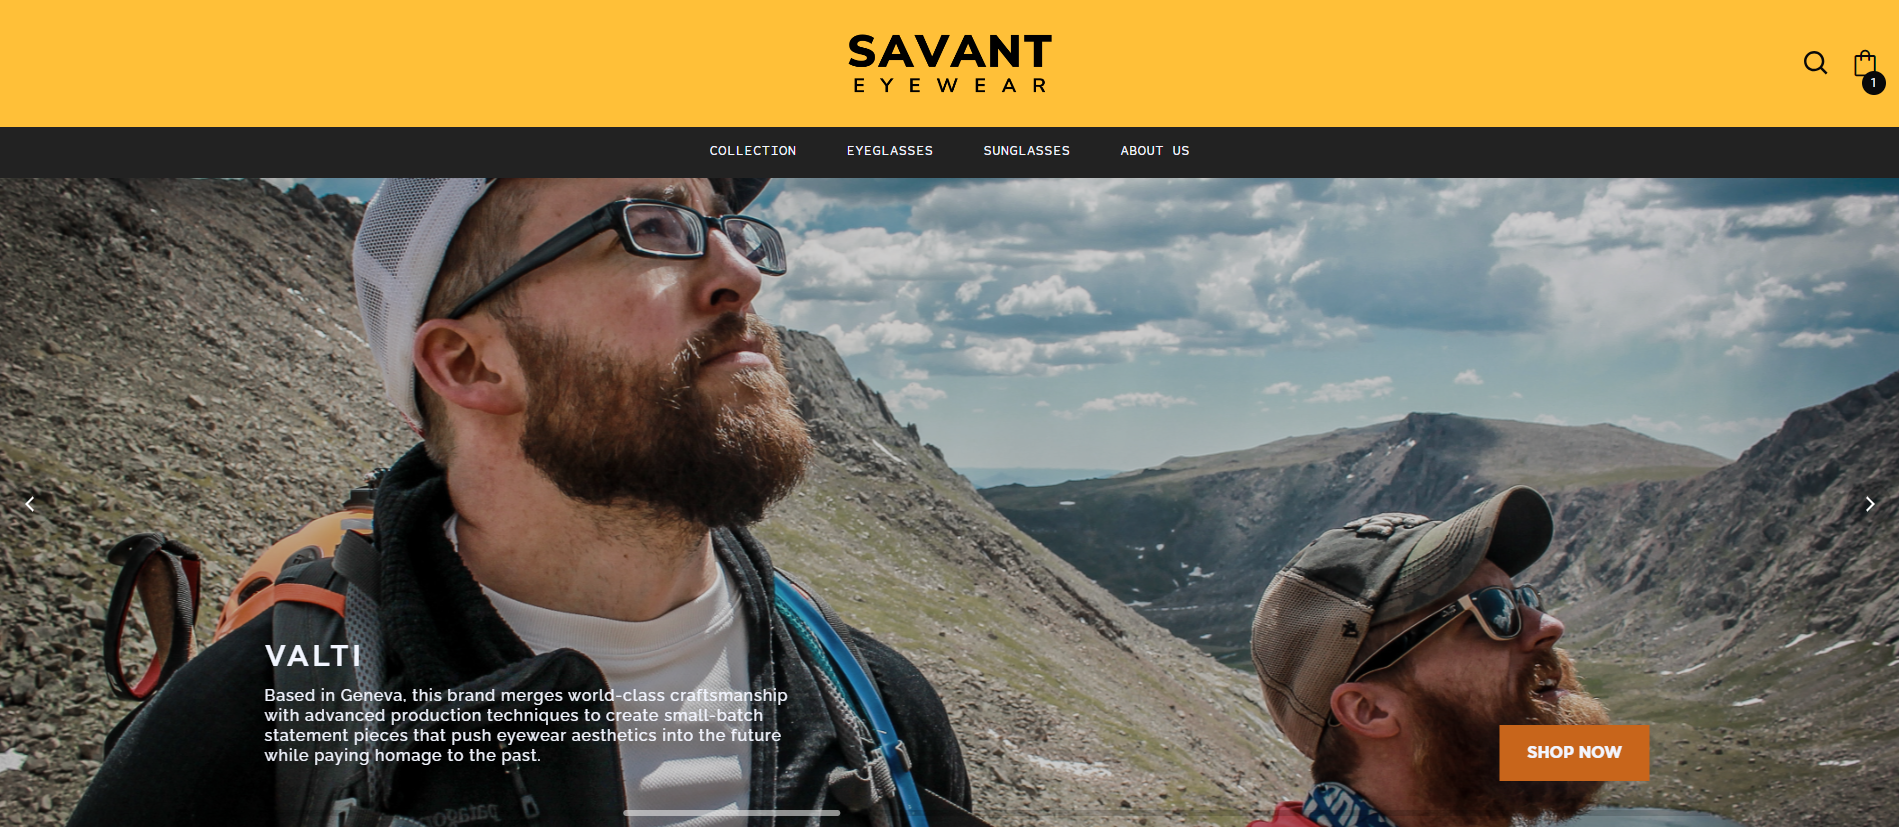 SAVANT
EYEWEAR
1
COLLECTION EYEGLASSES SUNGLASSES ABOUT US
VALTI
Based in Geneva, this brand merges world-class craftsmanship
with advanced production techniques to create small-batch
statement pieces that push eyewear aesthetics into the future
while paying homage to the past.
SHOP NOW